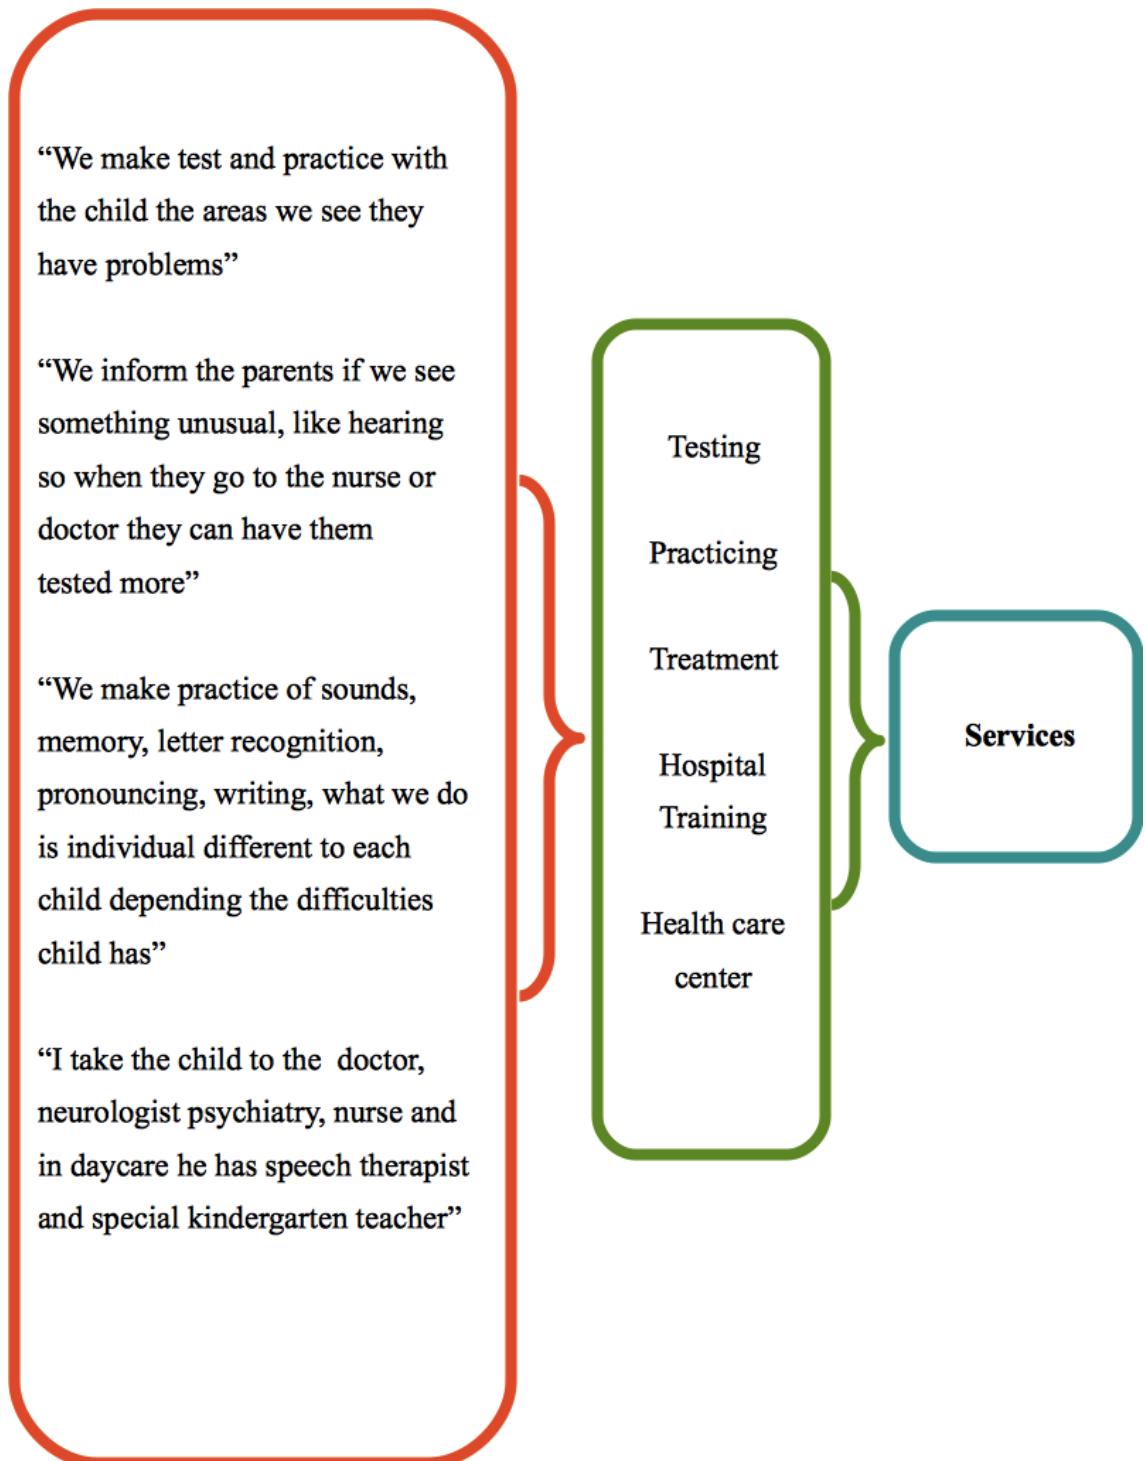 “We make test and practice with
the child the areas we see they
have problems”
“We inform the parents if we see
something unusual, like hearing
so when they go to the nurse or
doctor they can have them
tested more”
“We make practice of sounds,
memory, letter recognition,
pronouncing, writing, what we do
is individual different to each
child depending the difficulties
child has”
“I take the child to the  doctor,
neurologist psychiatry, nurse and
in daycare he has speech therapist
and special kindergarten teacher”
Testing
Practicing
Treatment
Hospital
Training
Health care
center
Services